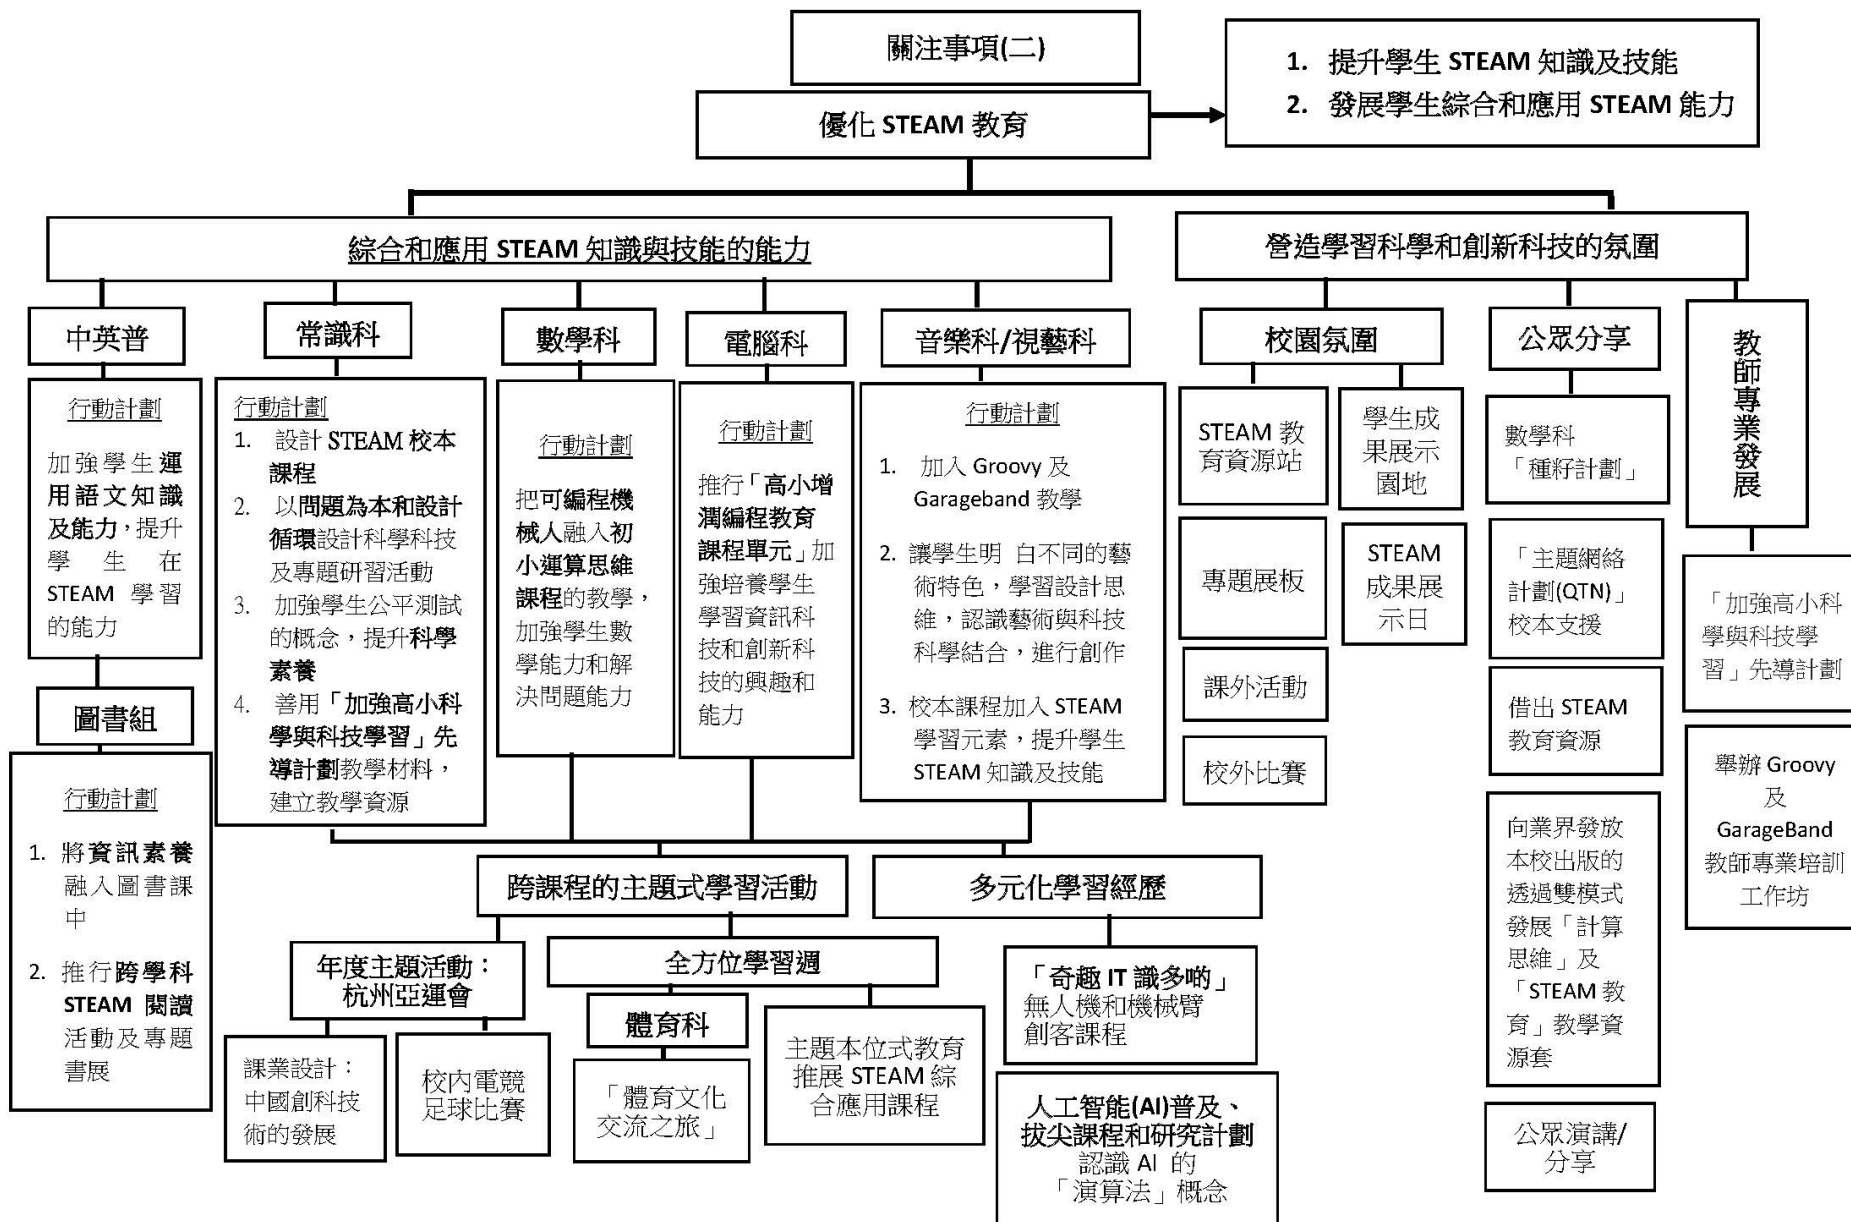 關注事項(二)
優化 STEAM 教育
1. 提升學生 STEAM 知識及技能
2. 發展學生綜合和應用 STEAM 能力
綜合和應用 STEAM 知識與技能的能力
營造學習科學和創新科技的氛圍
中英普
行動計劃
加強學生運
用語文知識
及能力，提升
學生在
STEAM 學習
的能力
圖書組
行動計劃
1. 將資訊素養
融入圖書課
中
2. 推行跨學科
STEAM 閱讀
活動及專題
書展
常識科
行動計劃
1. 設計 STEAM 校本
課程
2. 以問題為本和設計
循環設計科學科技
及專題研習活動
3. 加強學生公平測試
的概念，提升科學
素養
4. 善用「加強高小科
學與科技學習」先
導計劃教學材料，
建立教學資源
數學科
行動計劃
把可編程機
械人融入初
小運算思維
課程的教學，
加強學生數
學能力和解
決問題能力
電腦科
行動計劃
推行「高小增
潤編程教育
課程單元」加
強培養學生
學習資訊科
技和創新科
技的興趣和
能力
音樂科/視藝科
行動計劃
1. 加入 Groovy 及
Garageband 教學
2. 讓學生明 白不同的藝
術特色，學習設計思
維，認識藝術與科技
科學結合，進行創作
3. 校本課程加入 STEAM
學習元素，提升學生
STEAM 知識及技能
跨課程的主題式學習活動
年度主題活動：
杭州亞運會
課業設計：
中國創科技
術的發展
校內電競
足球比賽
全方位學習週
體育科
「體育文化
交流之旅」
主題本位式教育
推展 STEAM 綜
合應用課程
多元化學習經歷
「奇趣 IT 識多啲」
無人機和機械臂
創客課程
人工智能(AI)普及、
拔尖課程和研究計劃
認識 AI 的
「演算法」概念
校園氛圍
STEAM 教
育資源站
專題展板
課外活動
校外比賽
學生成
果展示
園地
STEAM
成果展
示日
公眾分享
數學科
「種籽計劃」
「主題網絡
計劃(QTN)」
校本支援
借出 STEAM
教育資源
向業界發放
本校出版的
透過雙模式
發展「計算
思維」及
「STEAM 教
育」教學資
源套
公眾演講/
分享
教師專業發展
「加強高小科
學與科技學
習」先導計劃
舉辦 Groovy
及
GarageBand
教師專業培訓
工作坊